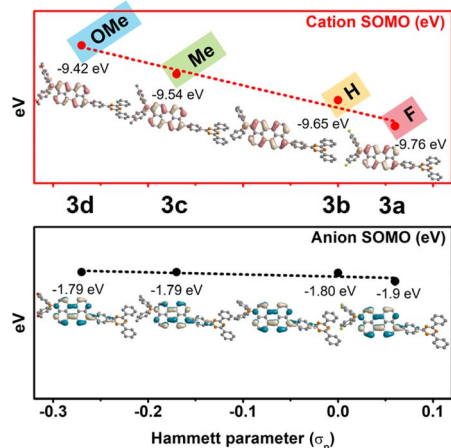 Cation SOMO (eV)
OMe
Me
H
F
-9.42 eV
-9.54 eV
-9.65 eV
-9.76 eV
eV
3d 3c 3b 3a
Anion SOMO (eV)
-1.79 eV
-1.79 eV
-1.80 eV
-1.9 eV
eV
-0.3 -0.2 -0.1 0.0 0.1
Hammett parameter (σp)